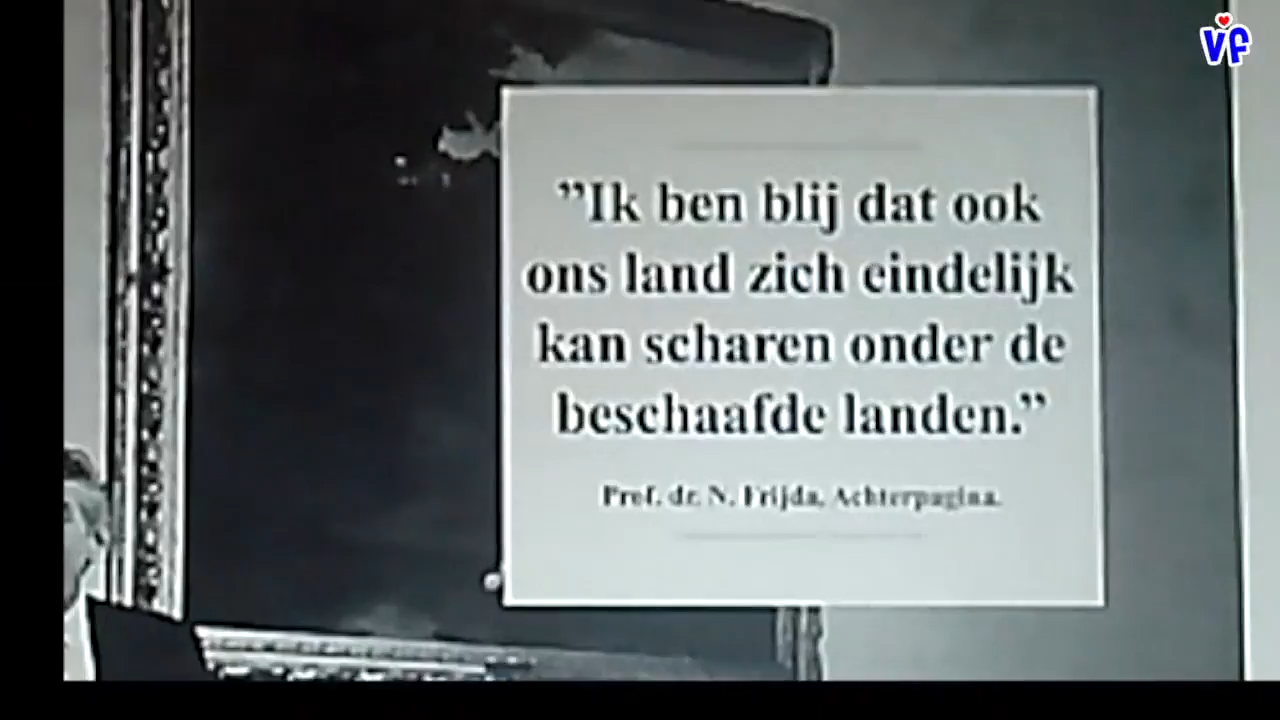 VF
”Ik ben blij dat ook
ons land zich eindelijk
kan scharen onder de
beschaafde landen.”
Prof. dr. N. Frijda, Achterpagina.